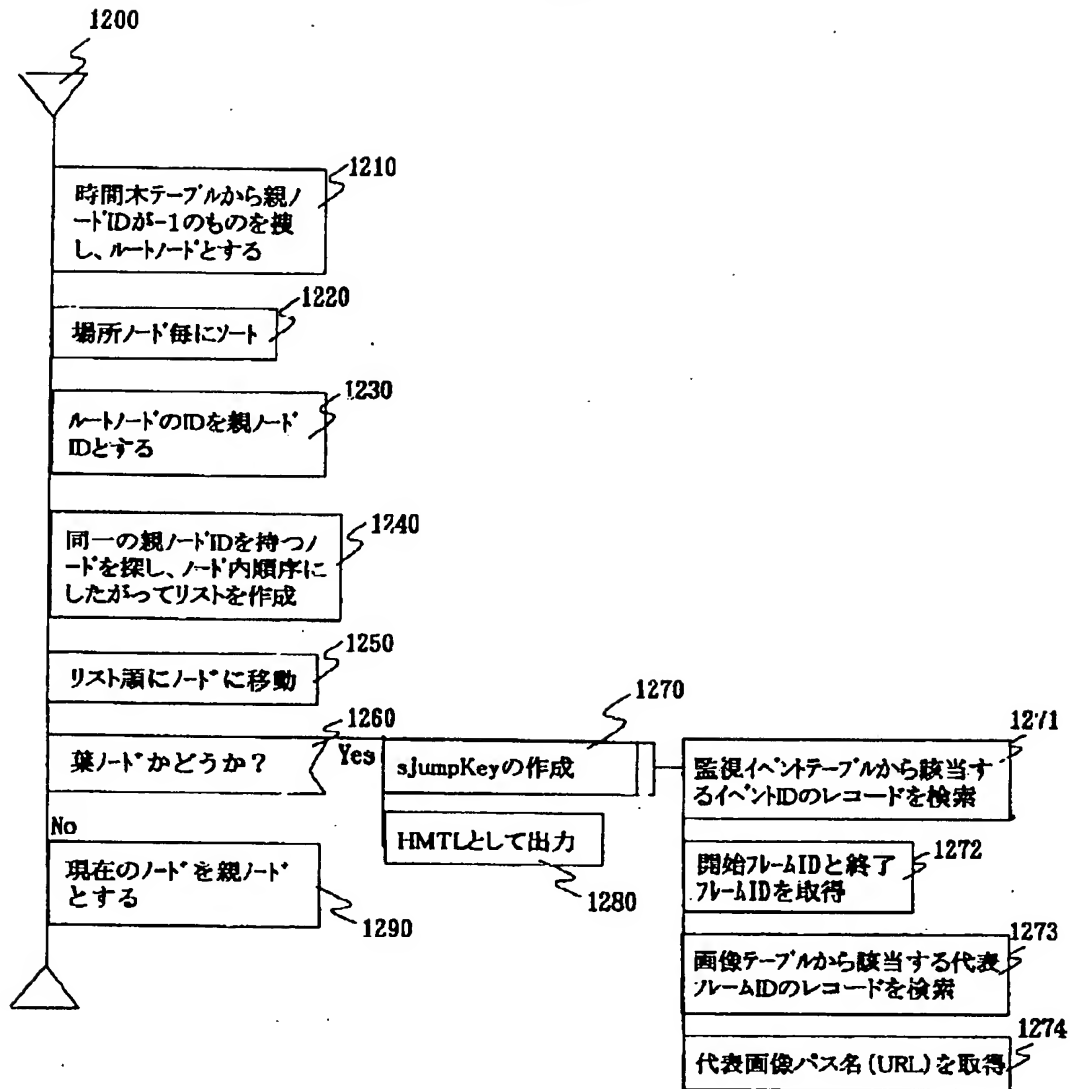 1200
1210
時間木テーブルから親ノ
ードIDが-1のものを捜
し、ルートノードとする
1220
場所ノード毎にソート
1230
ルートノードのIDを親ノード
IDとする
1240
同一の親ノードIDを持つノ
ードを探し、ノード内順序に
したがってリストを作成
1250
リスト順にノードに移動
1260
葉ノードかどうか？
Yes
1270
sJumpKeyの作成
HMTLとして出力
1280
No
現在のノードを親ノード
とする
1290
1271
監視イベントテーブルから該当す
るイベントIDのレコードを検索
1272
開始フレームIDと終了
フレームIDを取得
1273
画像テーブルから該当する代表
フレームIDのレコードを検索
1274
代表画像パス名(URL)を取得